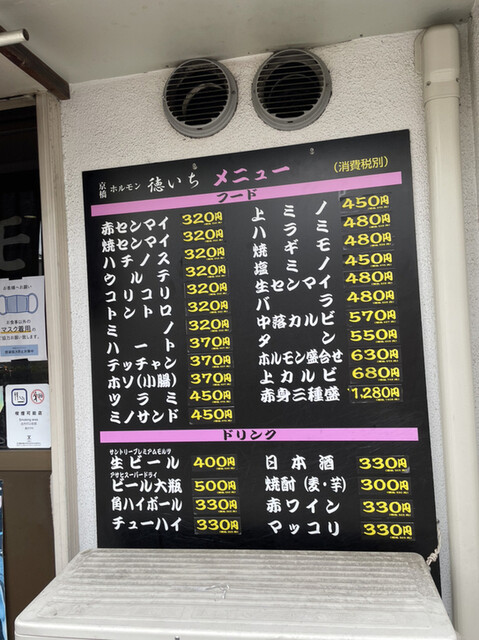 京橋 ホルモン 徳いち メニュー (消費税別)
フード
赤センマイ 320円
焼センマイ 320円
ハチノス 320円
ウルテ 320円
コリコリ 320円
トントロ 320円
ミノ 320円
ハート 370円
テッチャン 370円
ホソ(小腸) 370円
ツラミ 450円
ミノサンド 450円
上ミノ 450円
ハラミ 480円
焼ギモ 480円
塩ミノ 450円
生センマイ 480円
バラ 480円
中落カルビ 570円
タン 550円
ホルモン盛合せ 630円
上カルビ 680円
赤身三種盛 1,280円
ドリンク
サントリープレミアムモルツ
生ビール 400円
アサヒスーパードライ
ビール大瓶 500円
角ハイボール 330円
チューハイ 330円
日本酒 330円
焼酎(麦・芋) 300円
赤ワイン 330円
マッコリ 330円
マスク着用の
喫煙可能店